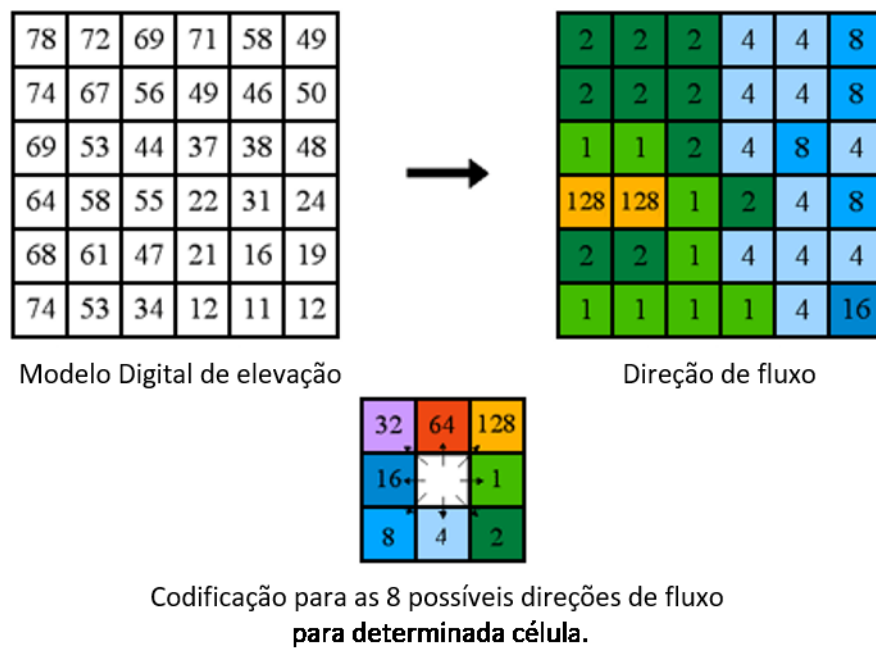 78 72 69 71 58 49 2 2 2 4 4 8
74 67 56 49 46 50 2 2 2 4 4 8
69 53 44 37 38 48 1 1 2 4 8 4
64 58 55 22 31 24 128 128 1 2 4 8
68 61 47 21 16 19 2 2 1 4 4 4
74 53 34 12 11 12 1 1 1 1 4 16
Modelo Digital de elevação Direção de fluxo
32 64 128
16 1
8 4 2
Codificação para as 8 possíveis direções de fluxo
para determinada célula.